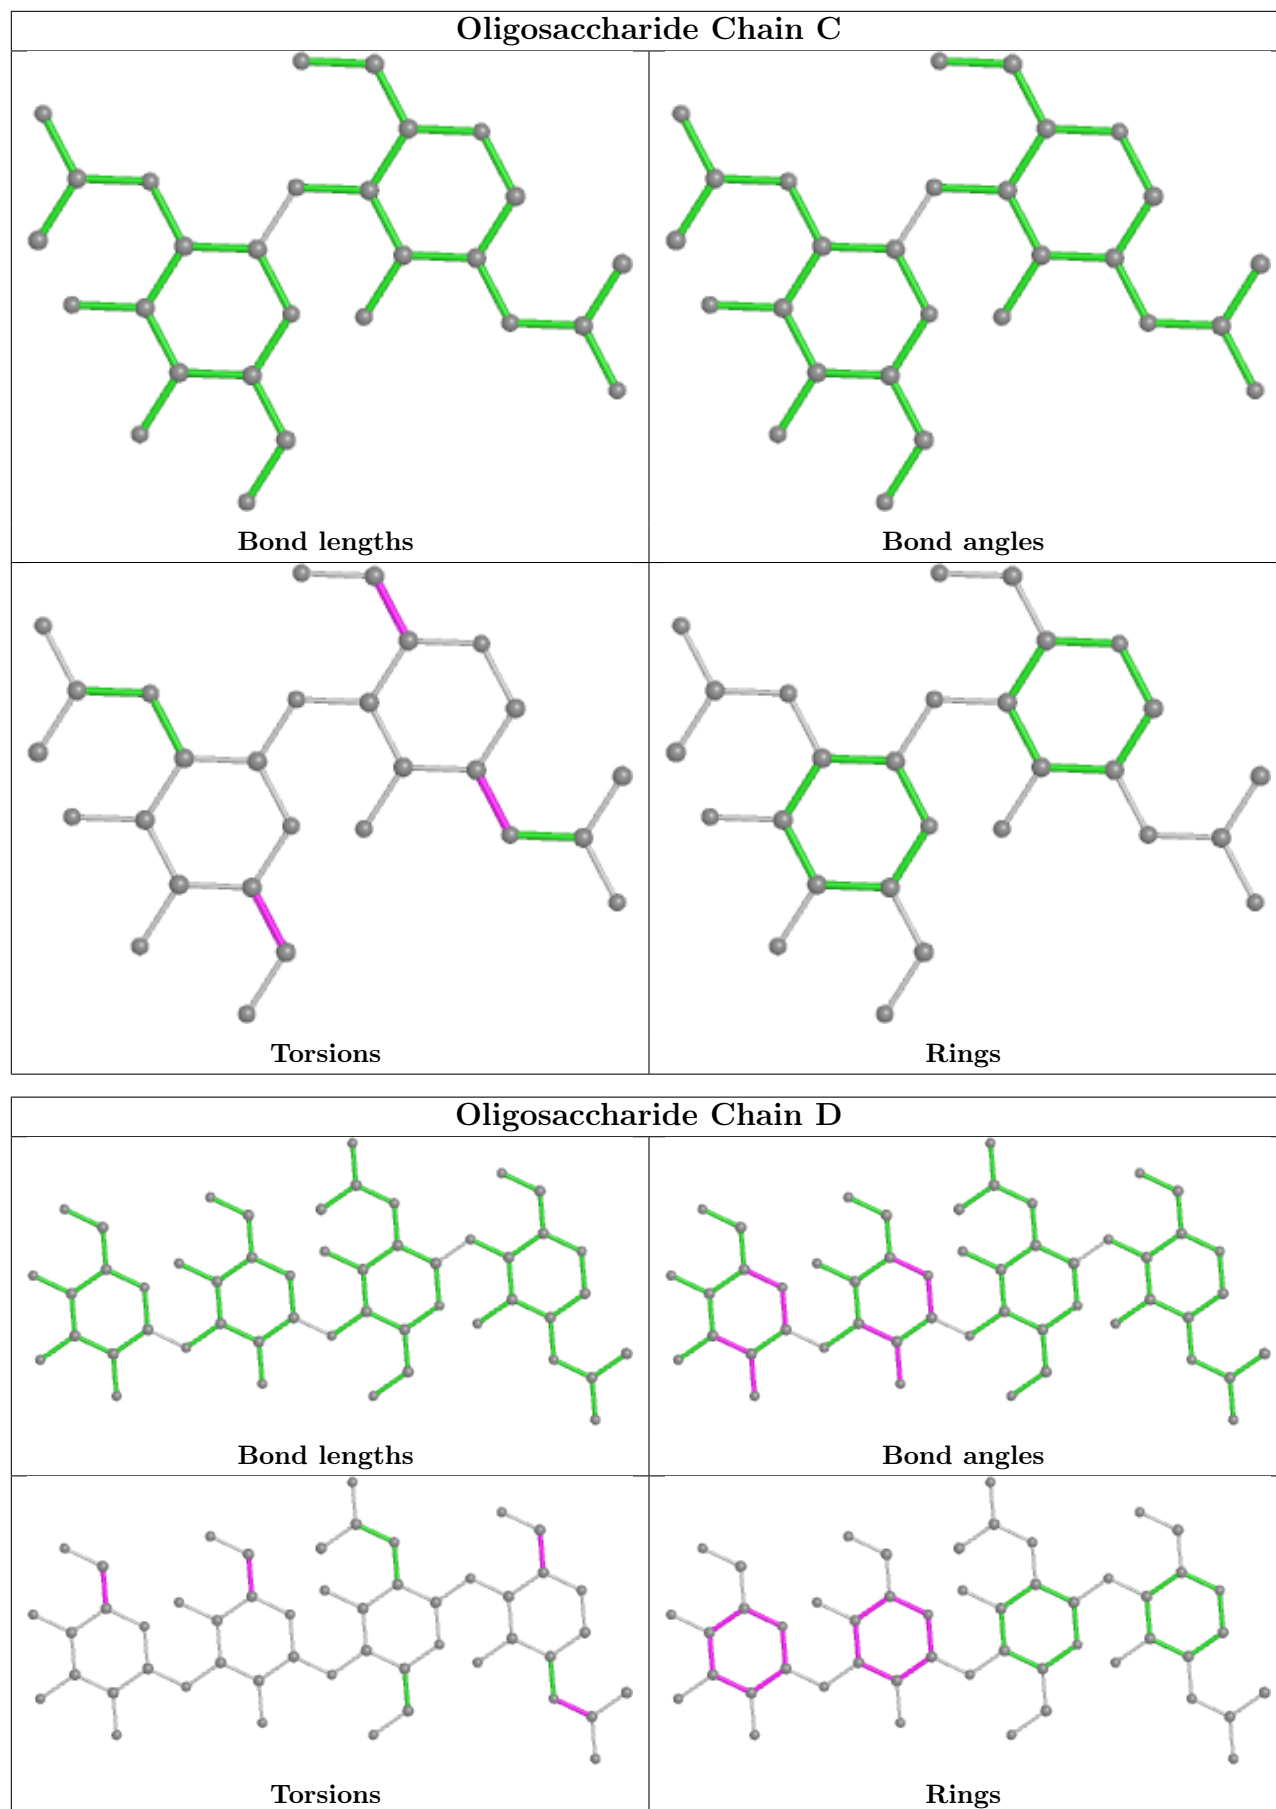 Oligosaccharide Chain C
Bond lengths
Bond angles
Torsions
Rings
Oligosaccharide Chain D
Bond lengths
Bond angles
Torsions
Rings